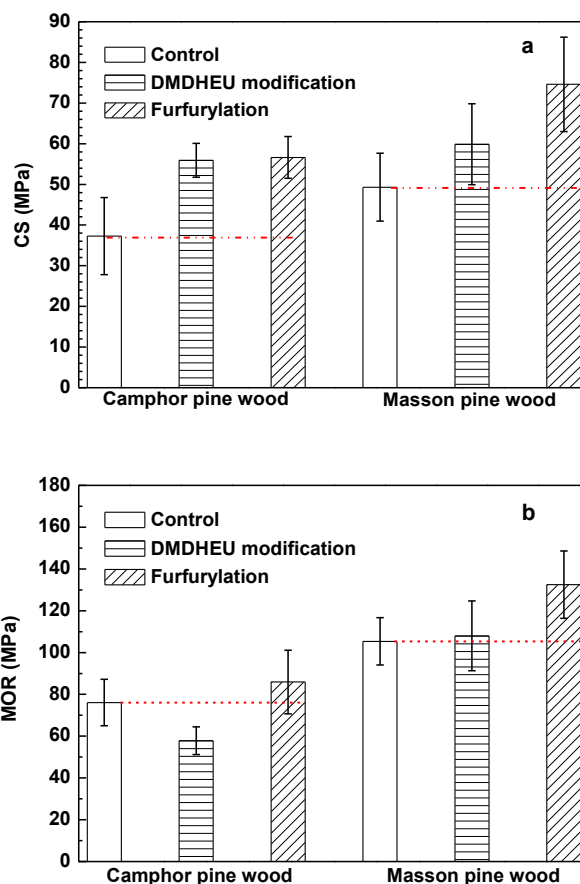 90
80
70
60
50
40
30
20
10
0
CS (MPa)
a
Control
DMDHEU modification
Furfurylation
Camphor pine wood Masson pine wood
180
160
140
120
100
80
60
40
20
0
MOR (MPa)
b
Control
DMDHEU modification
Furfurylation
Camphor pine wood Masson pine wood